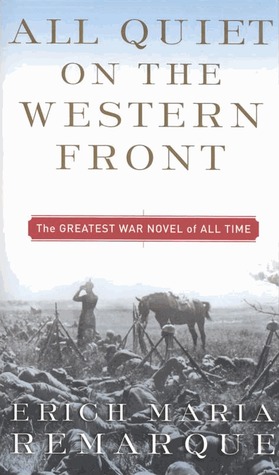 ALL QUIET
ON THE
WESTERN
FRONT
The GREATEST WAR NOVEL of ALL TIME
ERICH MARIA
REMARQUE